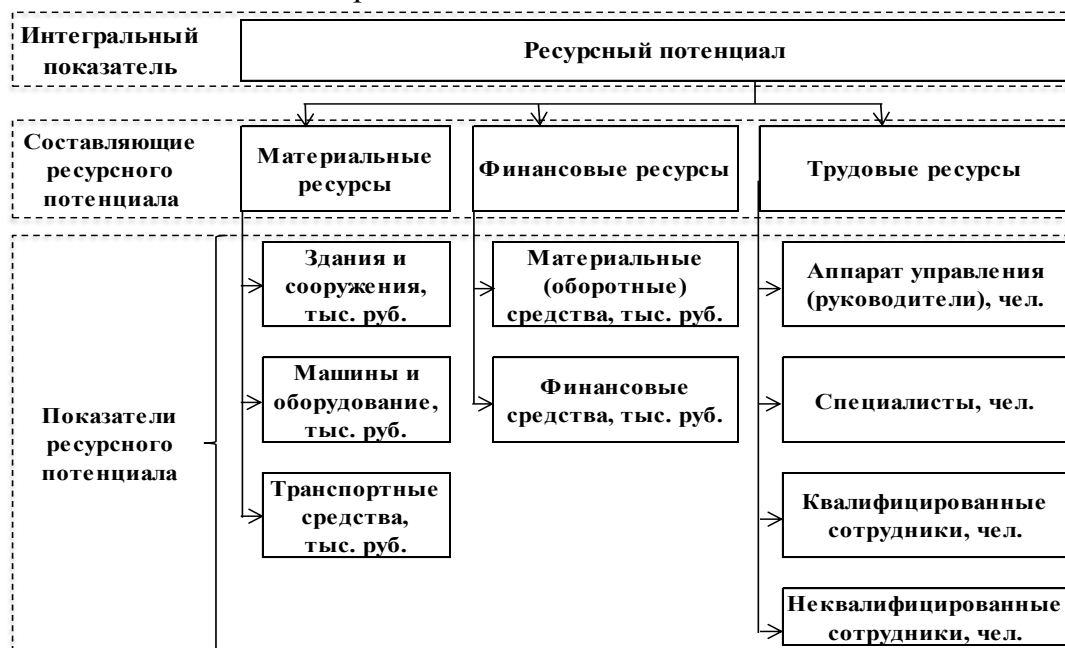 Интегральный
показатель
Ресурсный потенциал
Составляющие
ресурсного
потенциала
Материальные
ресурсы
Финансовые ресурсы
Трудовые ресурсы
Показатели
ресурсного
потенциала
Здания и
сооружения,
тыс. руб.
Материальные
(оборотные)
средства, тыс. руб.
Аппарат управления
(руководители), чел.
Машины и
оборудование,
тыс. руб.
Финансовые
средства, тыс. руб.
Специалисты, чел.
Транспортные
средства,
тыс. руб.
Квалифицированные
сотрудники, чел.
Неквалифицированные
сотрудники, чел.